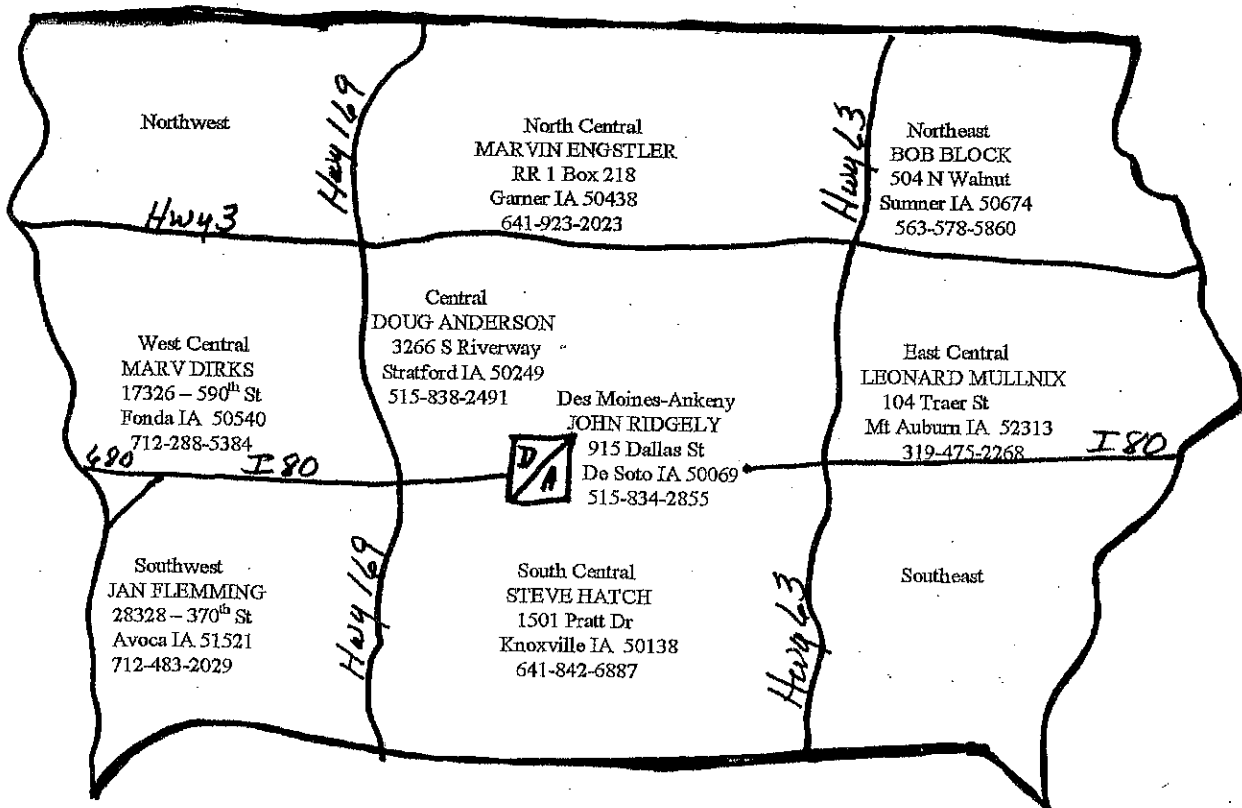 Northwest
Hwy 169
North Central
MARVIN ENGSTLER
RR 1 Box 218
Garner IA 50438
641-923-2023
Hwy 63
Northeast
BOB BLOCK
504 N Walnut
Sumner IA 50674
563-578-5860
Hwy 3
West Central
MARV DIRKS
17326 – 590th St
Fonda IA 50540
712-288-5384
Central
DOUG ANDERSON
3266 S Riverway
Stratford IA 50249
515-838-2491
Des Moines-Ankeny
JOHN RIDGELY
915 Dallas St
De Soto IA 50069
515-834-2855
D/A
East Central
LEONARD MULLNIX
104 Traer St
Mt Auburn IA 52313
319-475-2268
I 80
680
I 80
Southwest
JAN FLEMMING
28328 – 370th St
Avoca IA 51521
712-483-2029
Hwy 169
South Central
STEVE HATCH
1501 Pratt Dr
Knoxville IA 50138
641-842-6887
Hwy 63
Southeast